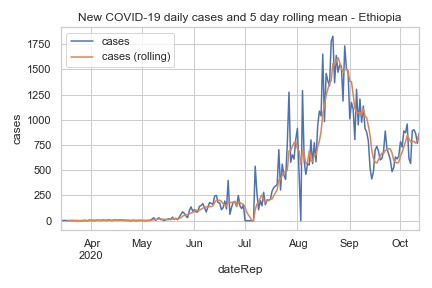 New COVID-19 daily cases and 5 day rolling mean - Ethiopia
cases
cases (rolling)
1750
1500
1250
1000
750
500
250
0
cases
Apr
2020
May
Jun
Jul
Aug
Sep
Oct
dateRep